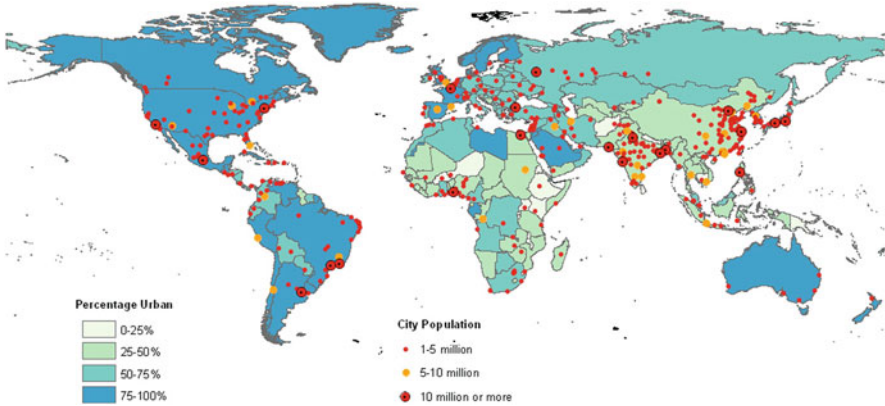 Percentage Urban
0-25%
25-50%
50-75%
75-100%
City Population
1-5 million
5-10 million
10 million or more